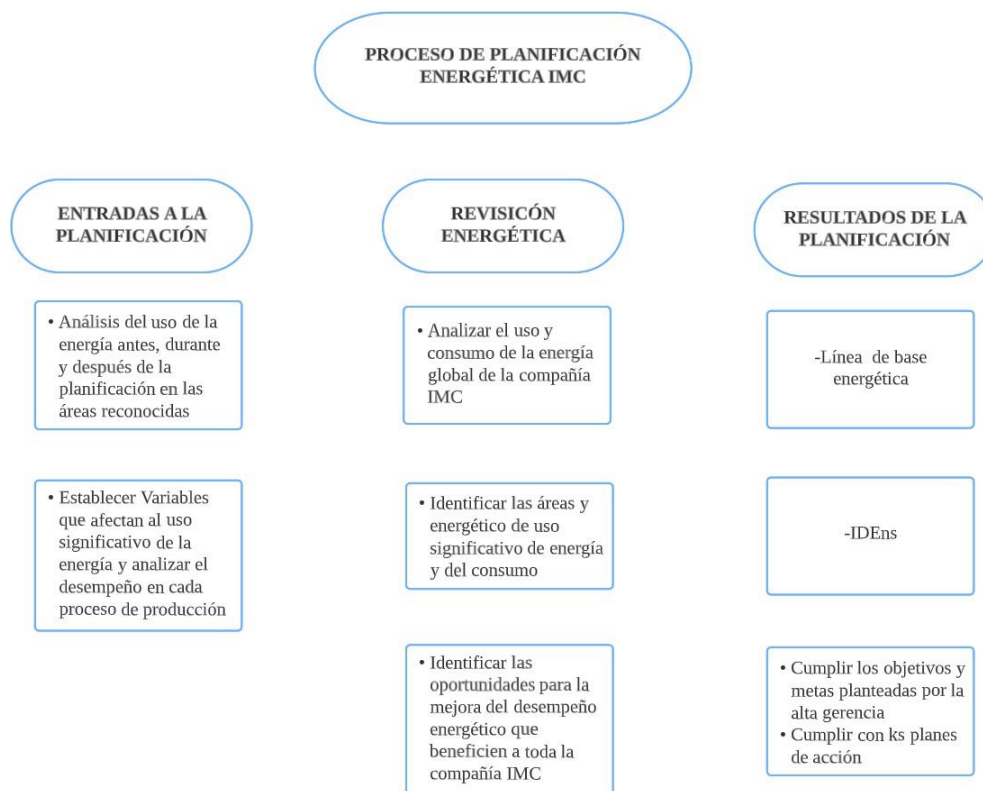 PROCESO DE PLANIFICACIÓN
ENERGÉTICA IMC
ENTRADAS A LA
PLANIFICACIÓN
• Análisis del uso de la
energía antes, durante
y después de la
planificación en las
áreas reconocidas
• Establecer Variables
que afectan al uso
significativo de la
energía y analizar el
desempeño en cada
proceso de producción
REVISICÓN
ENERGÉTICA
• Analizar el uso y
consumo de la energía
global de la compañía
IMC
• Identificar las áreas y
energético de uso
significativo de energía
y del consumo
• Identificar las
oportunidades para la
mejora del desempeño
energético que
beneficien a toda la
compañía IMC
RESULTADOS DE LA
PLANIFICACIÓN
-Línea de base
energética
-IDEns
• Cumplir los objetivos y
metas planteadas por la
alta gerencia
• Cumplir con ks planes
de acción